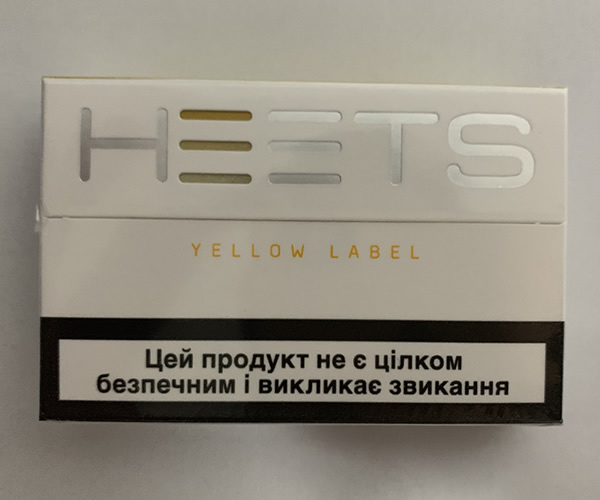 HEETS
YELLOW LABEL
Цей продукт не є цілком
безпечним і викликає звикання